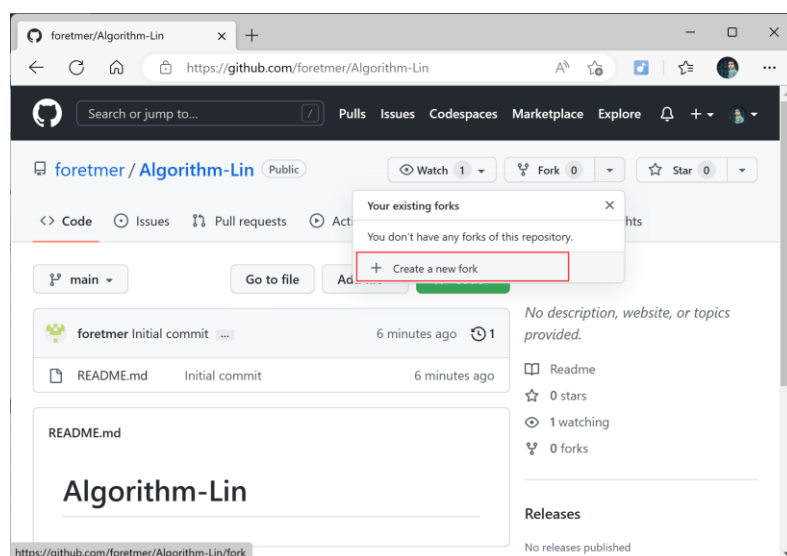 foretmer/Algorithm-Lin
https://github.com/foretmer/Algorithm-Lin
Search or jump to... / Pulls Issues Codespaces Marketplace Explore
foretmer / Algorithm-Lin Public Watch 1 Fork 0 Star 0
Your existing forks
<> Code Issues Pull requests Acti hts
You don't have any forks of this repository.
+ Create a new fork
main Go to file
No description, website, or topics
provided.
foretmer Initial commit ... 6 minutes ago 1
README.md Initial commit 6 minutes ago
Readme
0 stars
1 watching
0 forks
README.md
Algorithm-Lin
Releases
No releases published
https://github.com/foretmer/Algorithm-Lin/fork